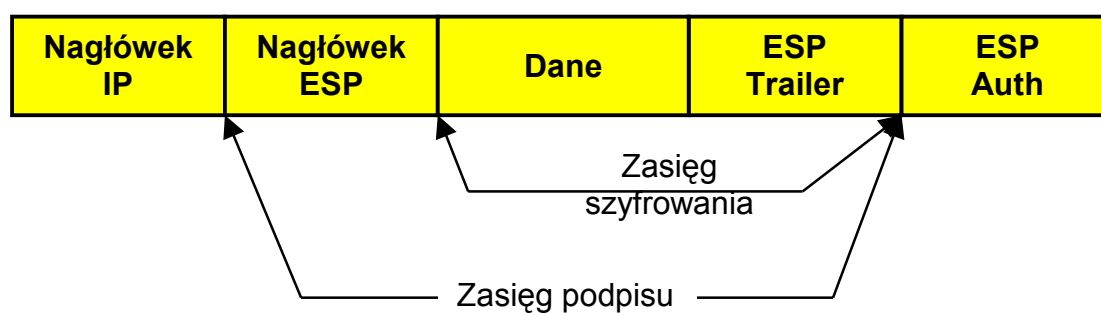 Nagłówek
IP
Nagłówek
ESP
Dane
ESP
Trailer
ESP
Auth
Zasięg
szyfrowania
Zasięg podpisu